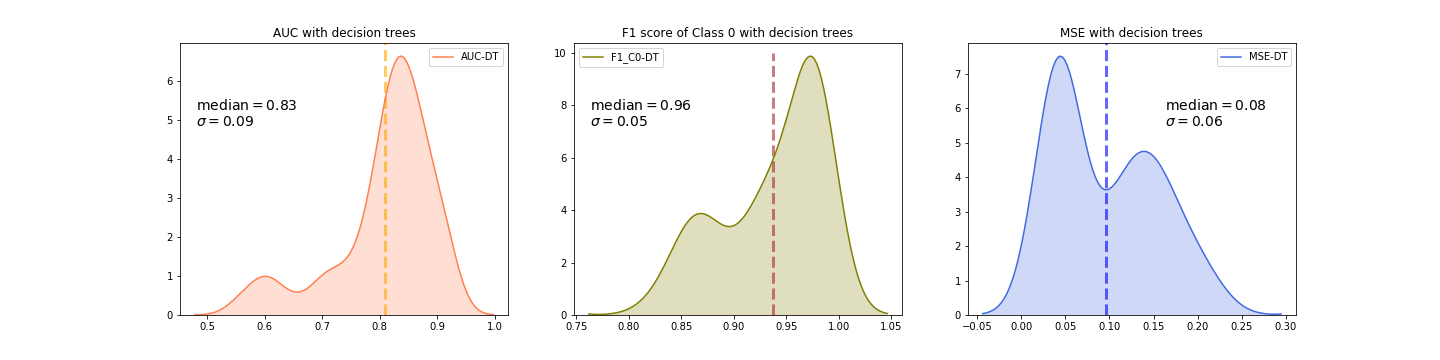 AUC with decision trees
AUC-DT
median = 0.83
σ = 0.09
6
5
4
3
2
1
0
0.5 0.6 0.7 0.8 0.9 1.0
F1 score of Class 0 with decision trees
F1_C0-DT
median = 0.96
σ = 0.05
10
8
6
4
2
0
0.75 0.80 0.85 0.90 0.95 1.00 1.05
MSE with decision trees
MSE-DT
median = 0.08
σ = 0.06
7
6
5
4
3
2
1
0
−0.05 0.00 0.05 0.10 0.15 0.20 0.25 0.30